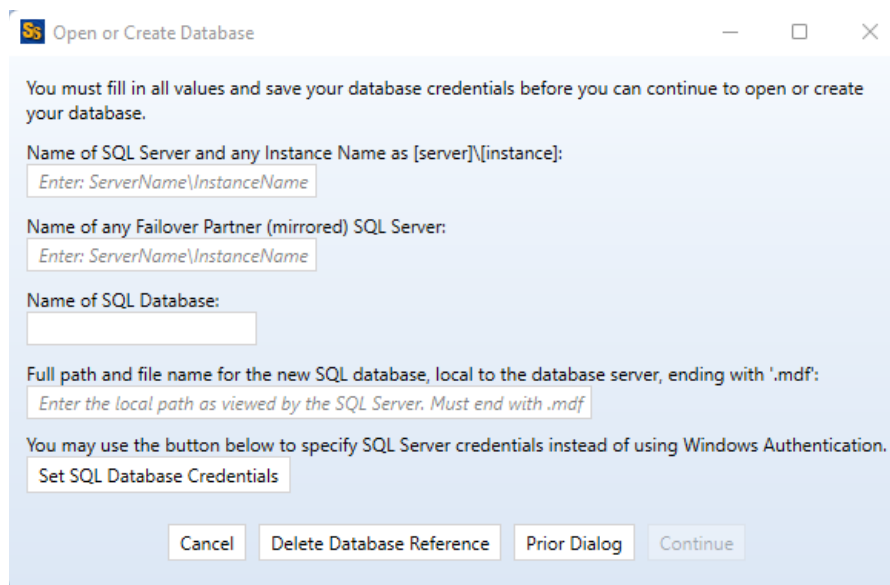 Ss Open or Create Database
You must fill in all values and save your database credentials before you can continue to open or create
your database.
Name of SQL Server and any Instance Name as [server]\[instance]:
Enter: ServerName\InstanceName
Name of any Failover Partner (mirrored) SQL Server:
Enter: ServerName\InstanceName
Name of SQL Database:
Full path and file name for the new SQL database, local to the database server, ending with '.mdf':
Enter the local path as viewed by the SQL Server. Must end with .mdf
You may use the button below to specify SQL Server credentials instead of using Windows Authentication.
Set SQL Database Credentials
Cancel Delete Database Reference Prior Dialog Continue